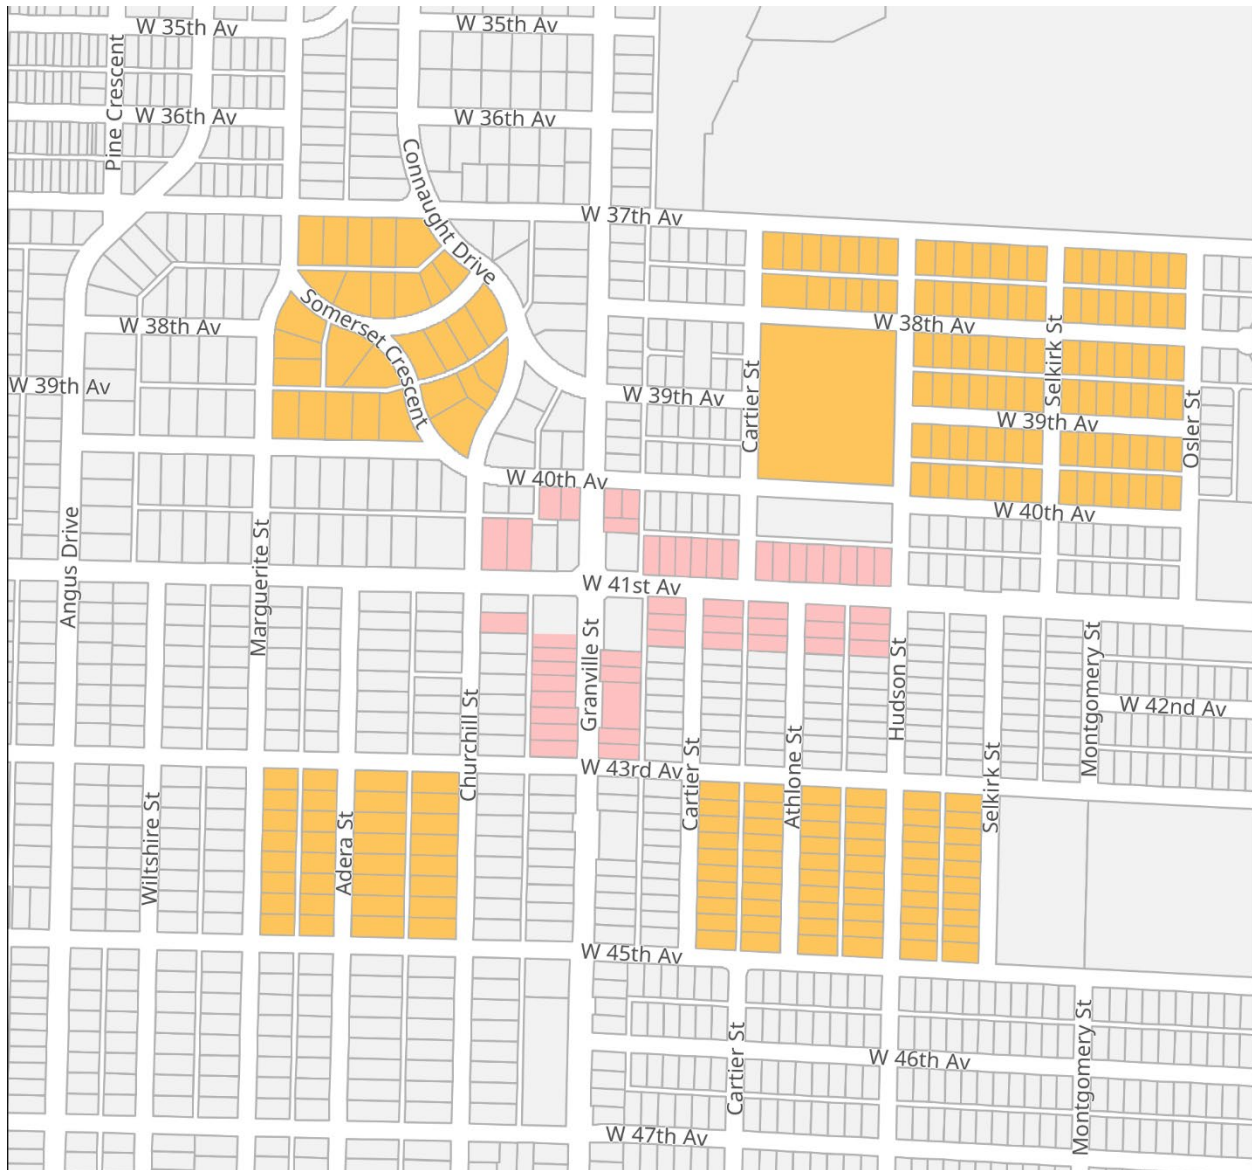 W 35th Av
W 35th Av
Pine Crescent
W 36th Av
W 36th Av
Connaught Drive
W 37th Av
Somerset Crescent
W 38th Av
W 38th Av
Selkirk St
W 39th Av
Cartier St
W 39th Av
W 39th Av
Osler St
W 40th Av
W 40th Av
Angus Drive
Marguerite St
W 41st Av
Granville St
Hudson St
Montgomery St
W 42nd Av
Churchill St
W 43rd Av
Cartier St
Athlone St
Selkirk St
Wiltshire St
Adera St
W 45th Av
Cartier St
W 46th Av
Montgomery St
W 47th Av